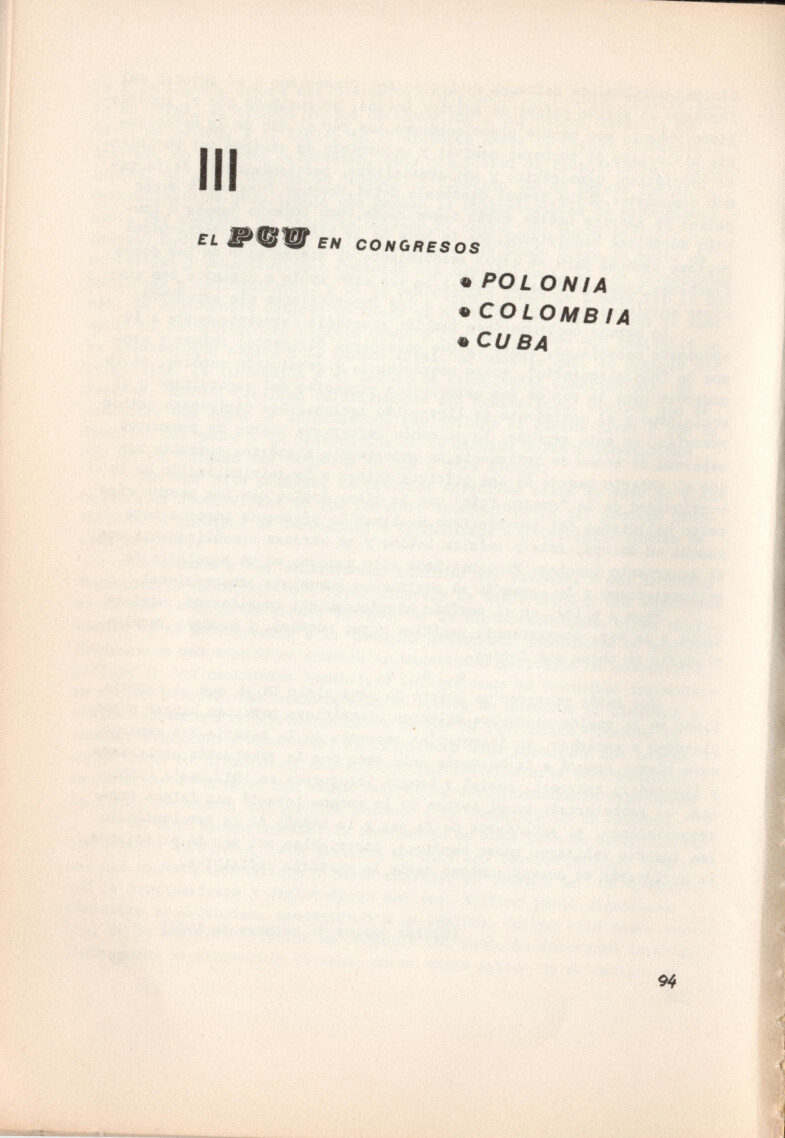 III
EL PCU EN CONGRESOS
• POLONIA
• COLOMBIA
• CUBA
94